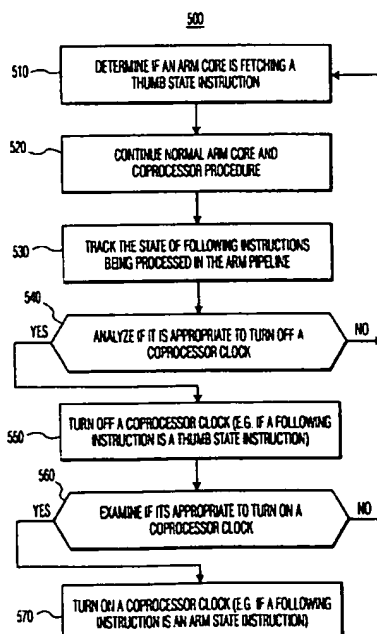 500
510
DETERMINE IF AN ARM CORE IS FETCHING A
THUMB STATE INSTRUCTION
520
CONTINUE NORMAL ARM CORE AND
COPROCESSOR PROCEDURE
530
TRACK THE STATE OF FOLLOWING INSTRUCTIONS
BEING PROCESSED IN THE ARM PIPELINE
540
YES
ANALYZE IF IT IS APPROPRIATE TO TURN OFF A
COPROCESSOR CLOCK
NO
550
TURN OFF A COPROCESSOR CLOCK (E.G. IF A FOLLOWING
INSTRUCTION IS A THUMB STATE INSTRUCTION)
560
YES
EXAMINE IF ITS APPROPRIATE TO TURN ON A
COPROCESSOR CLOCK
NO
570
TURN ON A COPROCESSOR CLOCK (E.G. IF A FOLLOWING
INSTRUCTION IS AN ARM STATE INSTRUCTION)